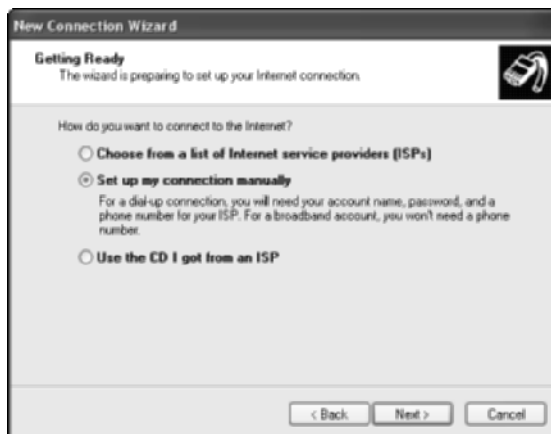 New Connection Wizard
Getting Ready
The wizard is preparing to set up your Internet connection.
How do you want to connect to the Internet?
Choose from a list of Internet service providers (ISPs)
Set up my connection manually
For a dial-up connection, you will need your account name, password, and a
phone number for your ISP. For a broadband account, you won't need a phone
number.
Use the CD I got from an ISP
< Back
Next >
Cancel